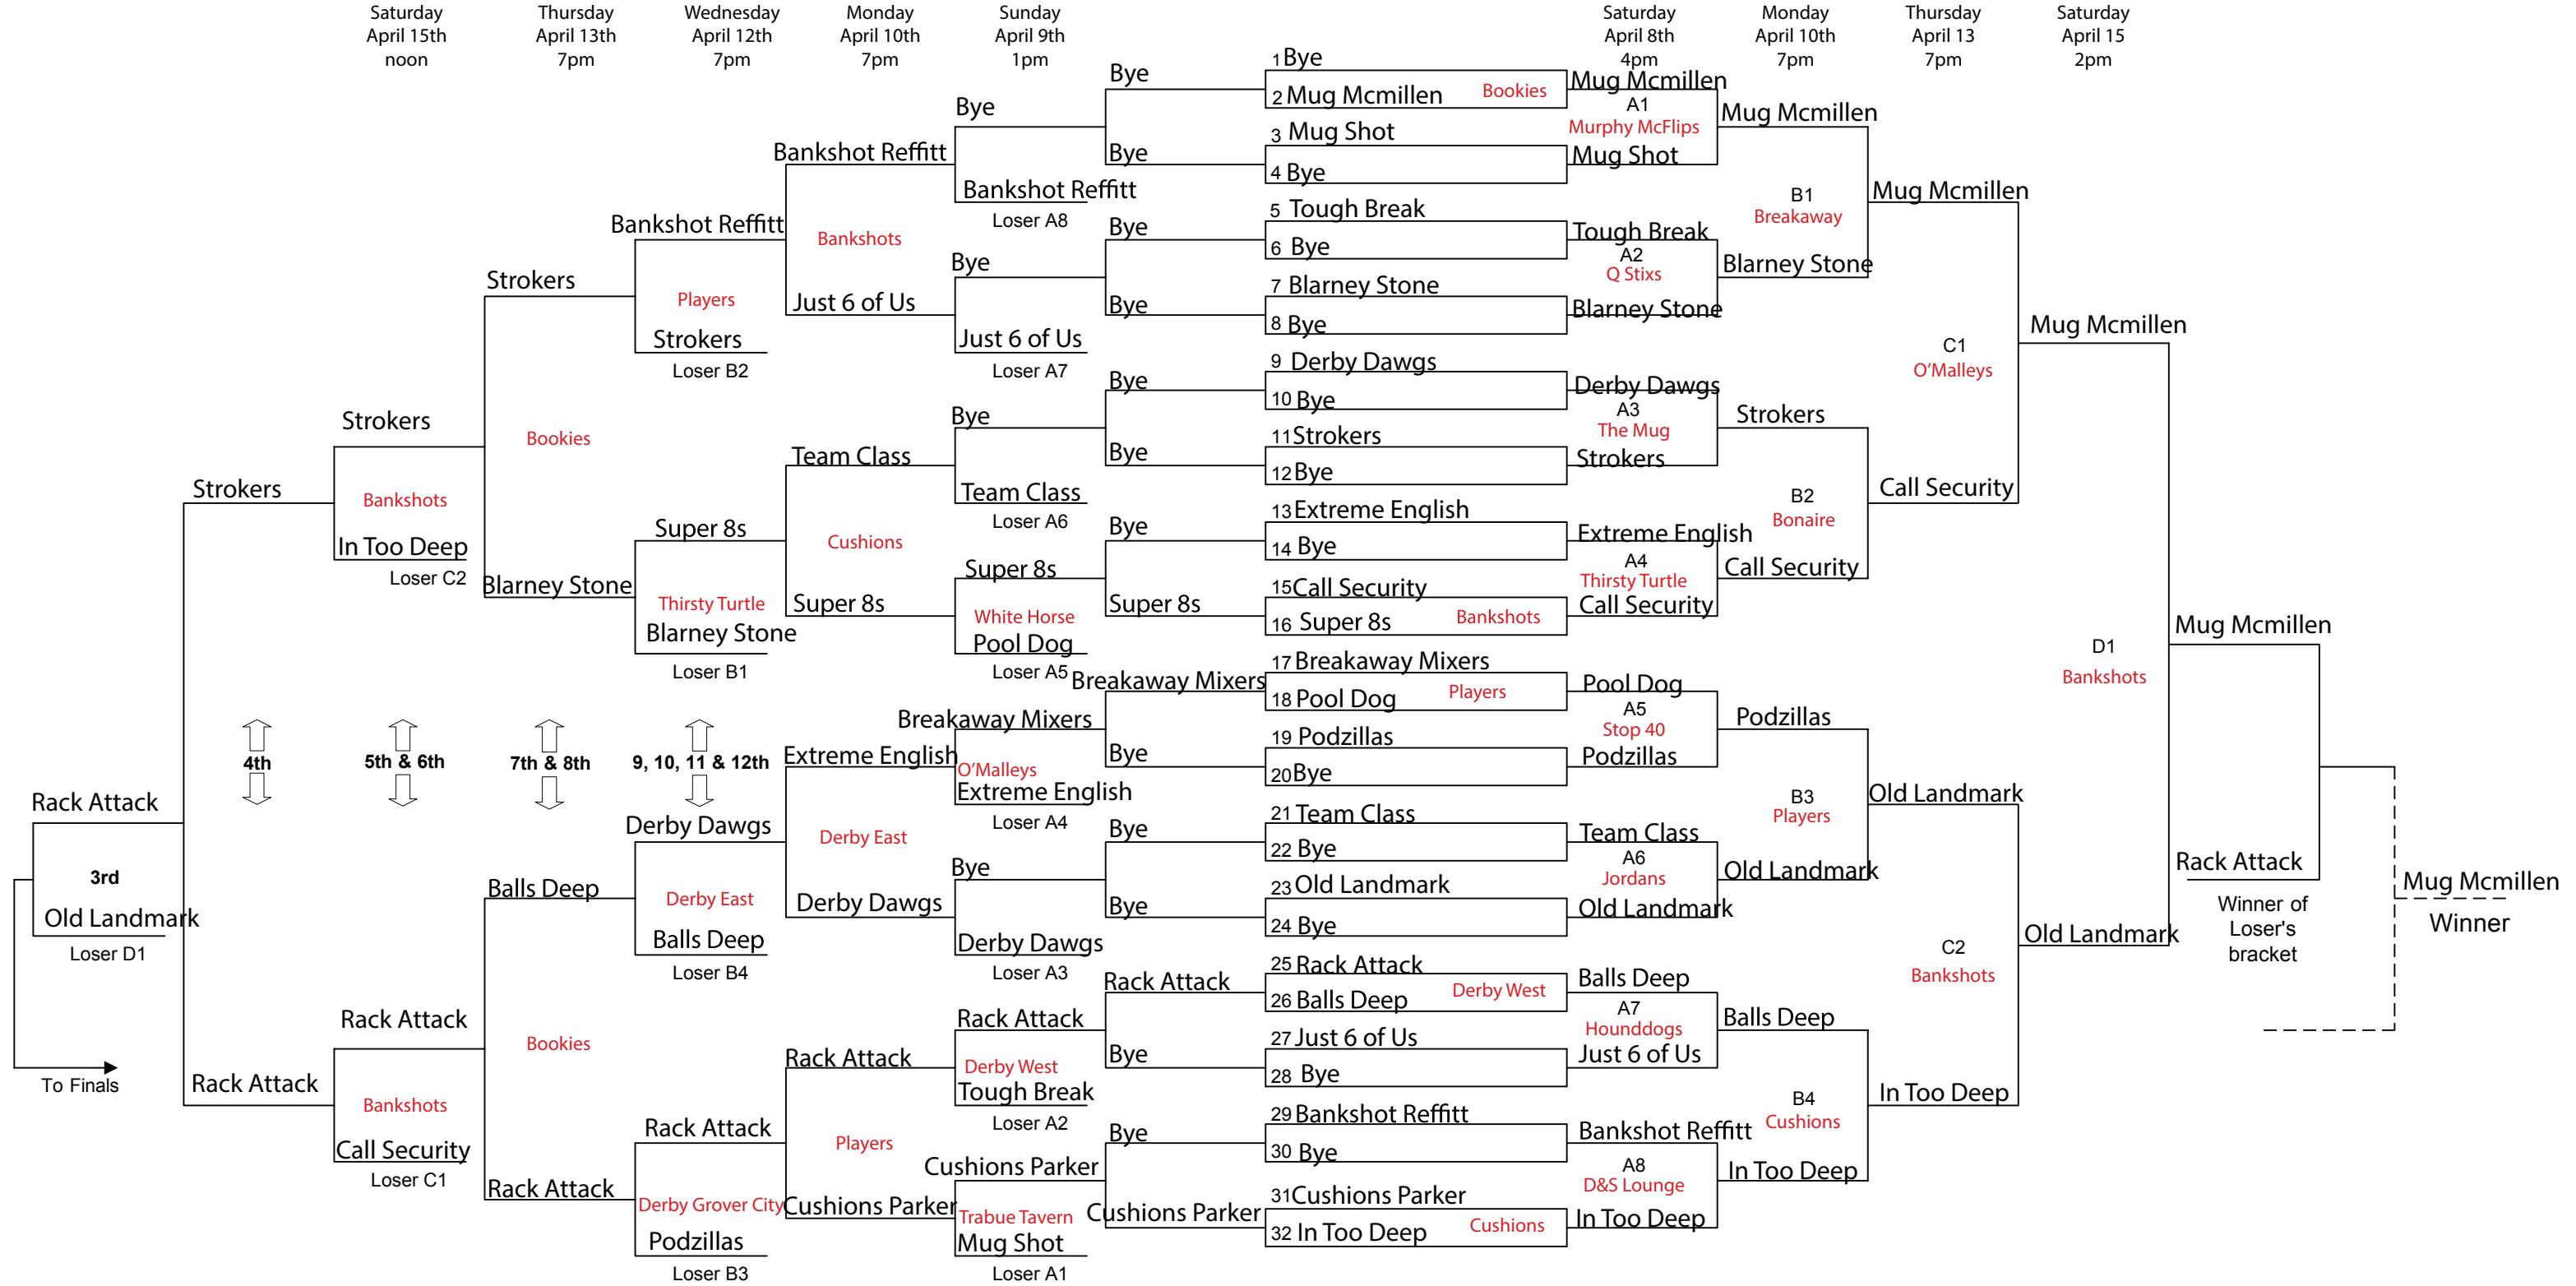 Saturday
April 15th
noon
Thursday
April 13th
7pm
Wednesday
April 12th
7pm
Monday
April 10th
7pm
Sunday
April 9th
1pm
Saturday
April 8th
4pm
Monday
April 10th
7pm
Thursday
April 13
7pm
Saturday
April 15
2pm
Rack Attack
3rd
Old Landmark
Loser D1
To Finals
Strokers
4th
Rack Attack
Strokers
Bankshots
In Too Deep
Loser C2
5th & 6th
Rack Attack
Bankshots
Call Security
Loser C1
Strokers
Bookies
Blarney Stone
7th & 8th
Balls Deep
Bookies
Rack Attack
Bankshot Reffitt
Players
Strokers
Loser B2
Super 8s
Thirsty Turtle
Blarney Stone
Loser B1
9, 10, 11 & 12th
Derby Dawgs
Derby East
Balls Deep
Loser B4
Rack Attack
Derby Grover City
Podzillas
Loser B3
Bankshot Reffitt
Bankshots
Just 6 of Us
Team Class
Cushions
Super 8s
Extreme English
Derby East
Derby Dawgs
Rack Attack
Players
Cushions Parker
Bye
Bankshot Reffitt
Loser A8
Bye
Just 6 of Us
Loser A7
Bye
Team Class
Loser A6
Super 8s
White Horse
Pool Dog
Loser A5
Breakaway Mixers
O'Malleys
Extreme English
Loser A4
Bye
Derby Dawgs
Loser A3
Rack Attack
Derby West
Tough Break
Loser A2
Cushions Parker
Trabue Tavern
Mug Shot
Loser A1
Bye
Bye
Bye
Bye
Bye
Bye
Bye
Super 8s
Breakaway Mixers
Bye
Bye
Bye
Rack Attack
Bye
Bye
Cushions Parker
1 Bye
2 Mug Mcmillen Bookies
3 Mug Shot
4 Bye
5 Tough Break
6 Bye
7 Blarney Stone
8 Bye
9 Derby Dawgs
10 Bye
11 Strokers
12 Bye
13 Extreme English
14 Bye
15 Call Security
16 Super 8s Bankshots
17 Breakaway Mixers
18 Pool Dog Players
19 Podzillas
20 Bye
21 Team Class
22 Bye
23 Old Landmark
24 Bye
25 Rack Attack
26 Balls Deep Derby West
27 Just 6 of Us
28 Bye
29 Bankshot Reffitt
30 Bye
31 Cushions Parker
32 In Too Deep Cushions
Mug Mcmillen
A1
Murphy McFlips
Mug Shot
Tough Break
A2
Q Stixs
Blarney Stone
Derby Dawgs
A3
The Mug
Strokers
Extreme English
A4
Thirsty Turtle
Call Security
Pool Dog
A5
Stop 40
Podzillas
Team Class
A6
Jordans
Old Landmark
Balls Deep
A7
Hounddogs
Just 6 of Us
Bankshot Reffitt
A8
D&S Lounge
In Too Deep
Mug Mcmillen
B1
Breakaway
Blarney Stone
Strokers
B2
Bonaire
Call Security
Podzillas
B3
Players
Old Landmark
Balls Deep
B4
Cushions
In Too Deep
Mug Mcmillen
C1
O'Malleys
Call Security
Old Landmark
C2
Bankshots
In Too Deep
Mug Mcmillen
D1
Bankshots
Old Landmark
Mug Mcmillen
Rack Attack
Winner of
Loser's
bracket
Mug Mcmillen
Winner